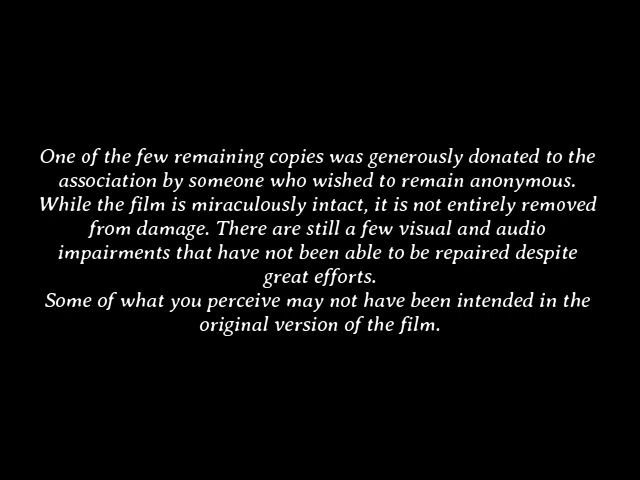 One of the few remaining copies was generously donated to the
association by someone who wished to remain anonymous.
While the film is miraculously intact, it is not entirely removed
from damage. There are still a few visual and audio
impairments that have not been able to be repaired despite
great efforts.
Some of what you perceive may not have been intended in the
original version of the film.